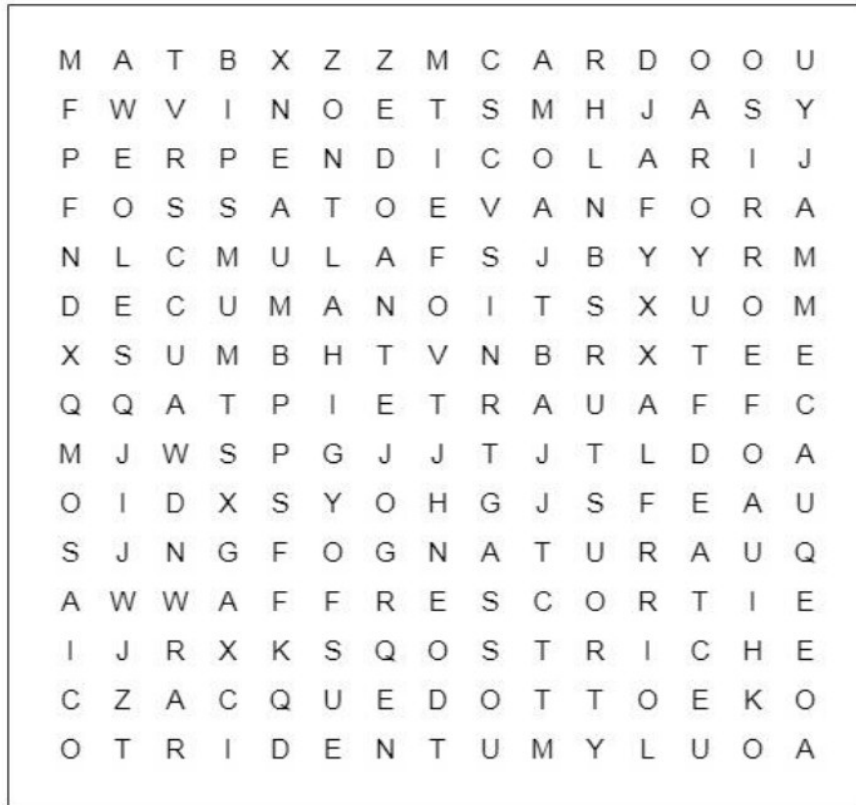 M A T B X Z Z M C A R D O O U
F W V I N O E T S M H J A S Y
P E R P E N D I C O L A R I J
F O S S A T O E V A N F O R A
N L C M U L A F S J B Y Y R M
D E C U M A N O I T S X U O M
X S U M B H T V N B R X T E E
Q Q A T P I E T R A U A F F C
M J W S P G J J T J T L D O A
O I D X S Y O H G J S F E A U
S J N G F O G N A T U R A U Q
A W W A F F R E S C O R T I E
I J R X K S Q O S T R I C H E
C Z A C Q U E D O T T O E K O
O T R I D E N T U M Y L U O A